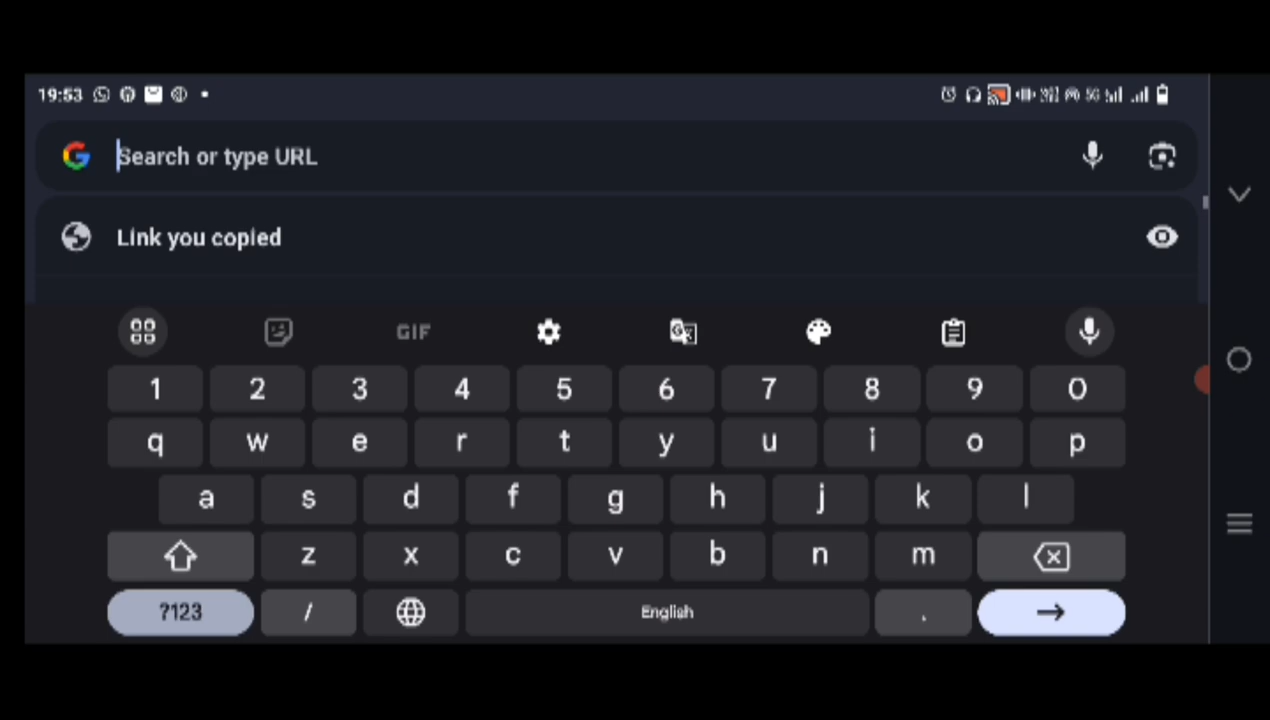 19:53
Search or type URL
Link you copied
GIF
1 2 3 4 5 6 7 8 9 0
q w e r t y u i o p
a s d f g h j k l
z x c v b n m
?123 / English .